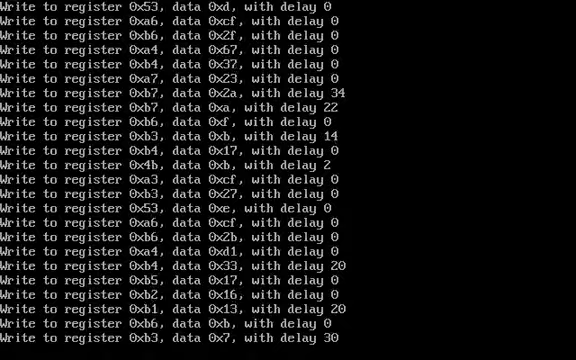 Write to register 0x53, data 0xd, with delay 0
Write to register 0xa6, data 0xcf, with delay 0
Write to register 0xb6, data 0x2f, with delay 0
Write to register 0xa4, data 0x67, with delay 0
Write to register 0xb4, data 0x37, with delay 0
Write to register 0xa7, data 0x23, with delay 0
Write to register 0xb7, data 0x2a, with delay 34
Write to register 0xb7, data 0xa, with delay 22
Write to register 0xb6, data 0xf, with delay 0
Write to register 0xb3, data 0xb, with delay 14
Write to register 0xb4, data 0x17, with delay 0
Write to register 0x4b, data 0xb, with delay 2
Write to register 0xa3, data 0xcf, with delay 0
Write to register 0xb3, data 0x27, with delay 0
Write to register 0x53, data 0xe, with delay 0
Write to register 0xa6, data 0xcf, with delay 0
Write to register 0xb6, data 0x2b, with delay 0
Write to register 0xa4, data 0xd1, with delay 0
Write to register 0xb4, data 0x33, with delay 20
Write to register 0xb5, data 0x17, with delay 0
Write to register 0xb2, data 0x16, with delay 0
Write to register 0xb1, data 0x13, with delay 20
Write to register 0xb6, data 0xb, with delay 0
Write to register 0xb3, data 0x7, with delay 30